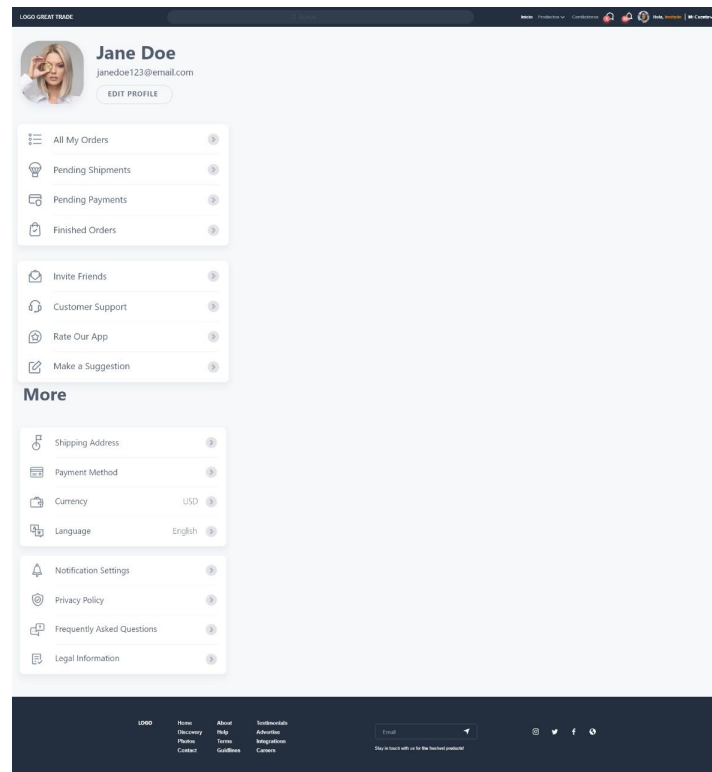 LOGO GREAT TRADE
Inicio Productos Contáctenos Hola, Mi Cuenta
Jane Doe
janedoe123@email.com
EDIT PROFILE
All My Orders
Pending Shipments
Pending Payments
Finished Orders
Invite Friends
Customer Support
Rate Our App
Make a Suggestion
More
Shipping Address
Payment Method
Currency USD
Language English
Notification Settings
Privacy Policy
Frequently Asked Questions
Legal Information
LOGO
Home About Testimonials
Discovery Help Advertise
Photos Terms Integrations
Contact Guidlines Careers
Email
Stay in touch with us for the freshest products!